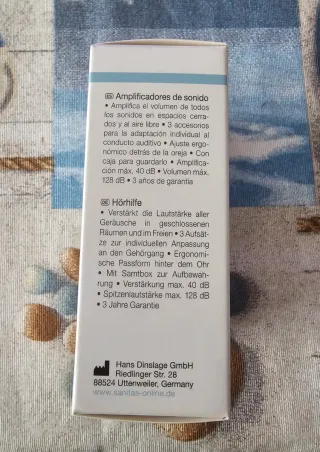 ES Amplificadores de sonido
• Amplifica el volumen de todos
los sonidos en espacios cerra-
dos y al aire libre • 3 accesorios
para la adaptación individual al
conducto auditivo • Ajuste ergo-
nómico detrás de la oreja • Con
caja para guardarlo • Amplifica-
ción máx. 40 dB • Volumen máx.
128 dB • 3 años de garantía
DE Hörhilfe
• Verstärkt die Lautstärke aller
Geräusche in geschlossenen
Räumen und im Freien • 3 Aufsät-
ze zur individuellen Anpassung
an den Gehörgang • Ergonomi-
sche Passform hinter dem Ohr
• Mit Samtbox zur Aufbewah-
rung • Verstärkung max. 40 dB
• Spitzenlautstärke max. 128 dB
• 3 Jahre Garantie
Hans Dinslage GmbH
Riedlinger Str. 28
88524 Uttenweiler, Germany
www.sanitas-online.de